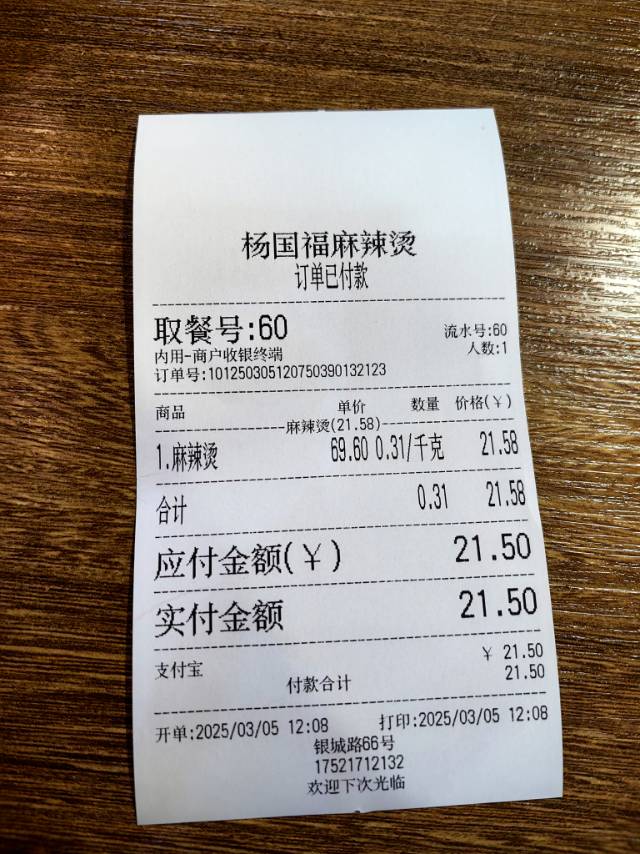 杨国福麻辣烫
订单已付款
取餐号:60
流水号:60
内用-商户收银终端
人数:1
订单号:101250305120750390132123
商品 单价 数量 价格(¥)
麻辣烫(21.58)
1.麻辣烫 69.60 0.31/千克 21.58
合计 0.31 21.58
应付金额(¥) 21.50
实付金额 21.50
支付宝 ¥ 21.50
付款合计 21.50
开单:2025/03/05 12:08 打印:2025/03/05 12:08
银城路66号
17521712132
欢迎下次光临